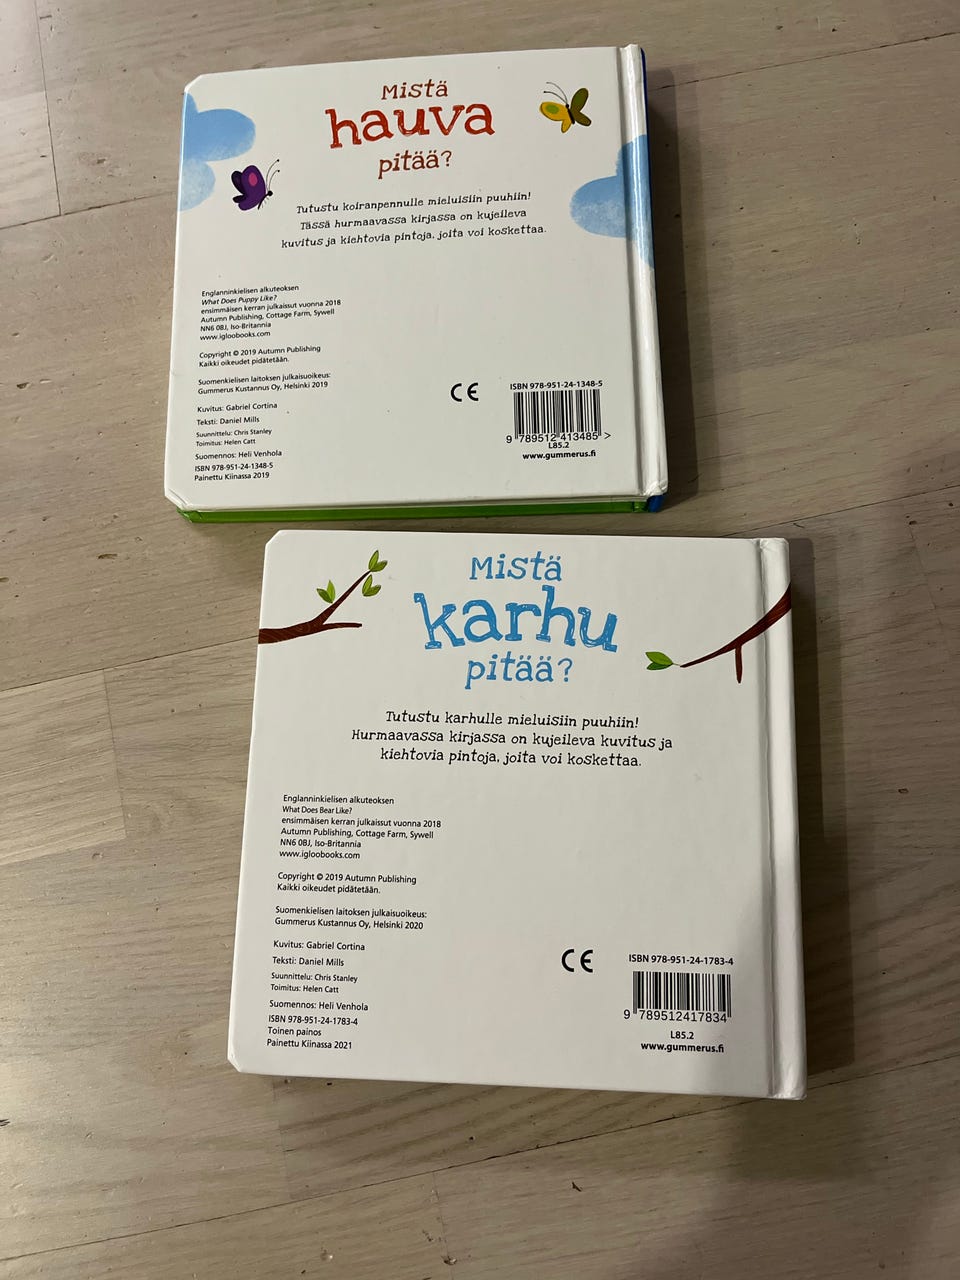 Mistä
hauva
pitää?
Tutustu koiranpennulle mieluisiin puuhiin!
Tässä hurmaavassa kirjassa on kujeileva
kuvitus ja kiehtovia pintoja, joita voi koskettaa.
Englanninkielisen alkuteoksen
What Does Puppy Like?
ensimmäisen kerran julkaissut vuonna 2018
Autumn Publishing, Cottage Farm, Sywell
NN6 0BJ, Iso-Britannia
www.igloobooks.com
Copyright © 2019 Autumn Publishing
Kaikki oikeudet pidätetään.
Suomenkielisen laitoksen julkaisuoikeus:
Gummerus Kustannus Oy, Helsinki 2019
Kuvitus: Gabriel Cortina
Teksti: Daniel Mills
Suunnittelu: Chris Stanley
Toimitus: Helen Catt
Suomennos: Heli Venhola
ISBN 978-951-24-1348-5
Painettu Kiinassa 2019
CE
ISBN 978-951-24-1348-5
9 789512 413485 >
L85.2
www.gummerus.fi
Mistä
karhu
pitää?
Tutustu karhulle mieluisiin puuhiin!
Hurmaavassa kirjassa on kujeileva kuvitus ja
kiehtovia pintoja, joita voi koskettaa.
Englanninkielisen alkuteoksen
What Does Bear Like?
ensimmäisen kerran julkaissut vuonna 2018
Autumn Publishing, Cottage Farm, Sywell
NN6 0BJ, Iso-Britannia
www.igloobooks.com
Copyright © 2019 Autumn Publishing
Kaikki oikeudet pidätetään.
Suomenkielisen laitoksen julkaisuoikeus:
Gummerus Kustannus Oy, Helsinki 2020
Kuvitus: Gabriel Cortina
Teksti: Daniel Mills
Suunnittelu: Chris Stanley
Toimitus: Helen Catt
Suomennos: Heli Venhola
ISBN 978-951-24-1783-4
Toinen painos
Painettu Kiinassa 2021
CE
ISBN 978-951-24-1783-4
9 789512 417834
L85.2
www.gummerus.fi